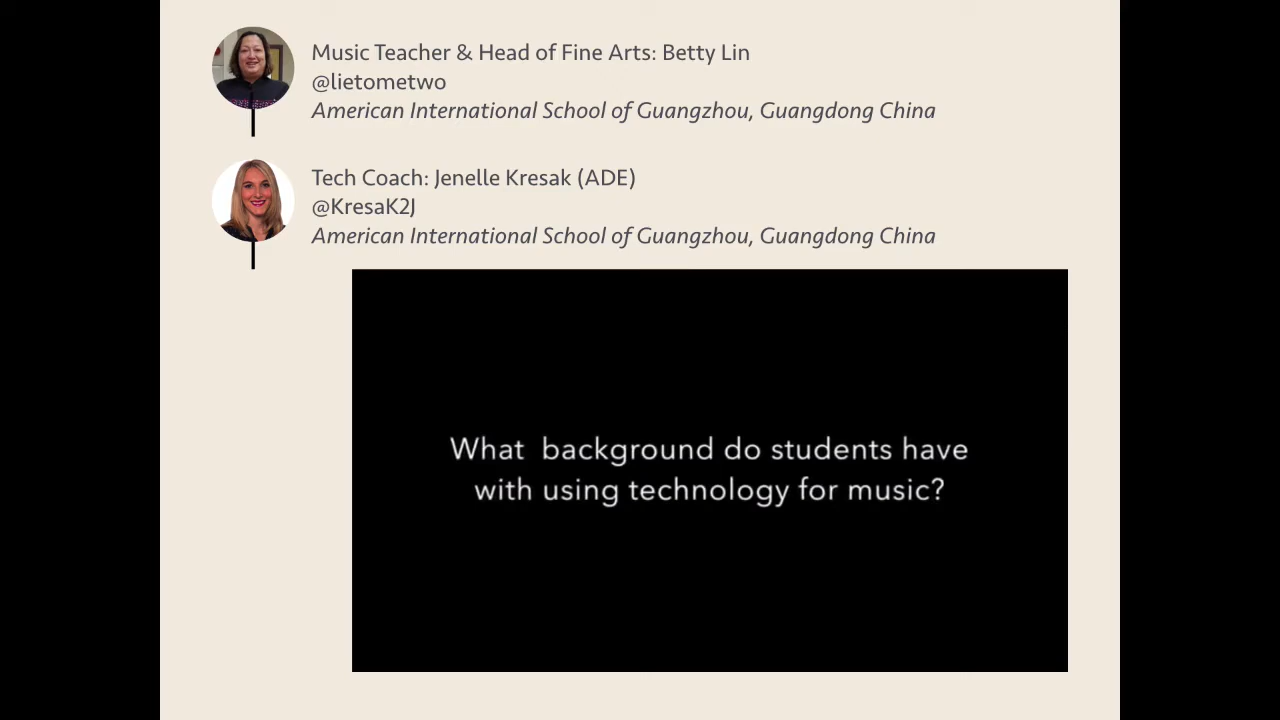 Music Teacher & Head of Fine Arts: Betty Lin
@lietometwo
American International School of Guangzhou, Guangdong China
Tech Coach: Jenelle Kresak (ADE)
@KresaK2J
American International School of Guangzhou, Guangdong China
What background do students have
with using technology for music?